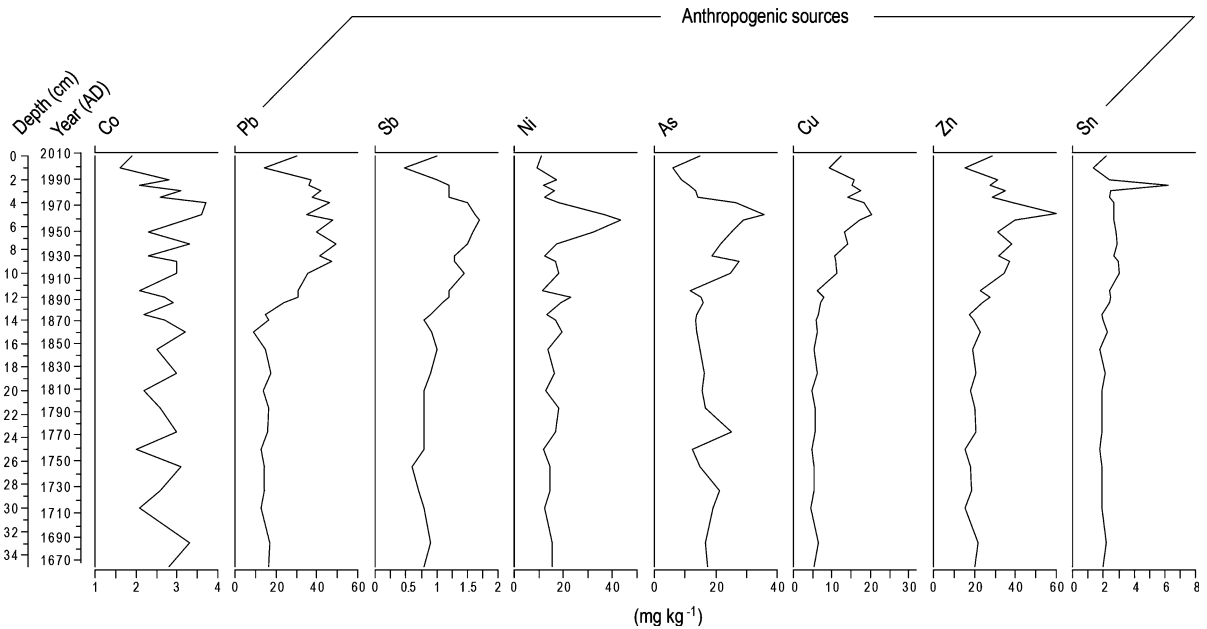 Anthropogenic sources
Depth (cm)
Year (AD)
Co
Pb
Sb
Ni
As
Cu
Zn
Sn
0
2
4
6
8
10
12
14
16
18
20
22
24
26
28
30
32
34
2010
1990
1970
1950
1930
1910
1890
1870
1850
1830
1810
1790
1770
1750
1730
1710
1690
1670
1 2 3 4
0 20 40 60
0 0.5 1 1.5 2
0 20 40
0 10 20 30 40
0 10 20 30
0 20 40 60
0 2 4 6 8
(mg kg-1)